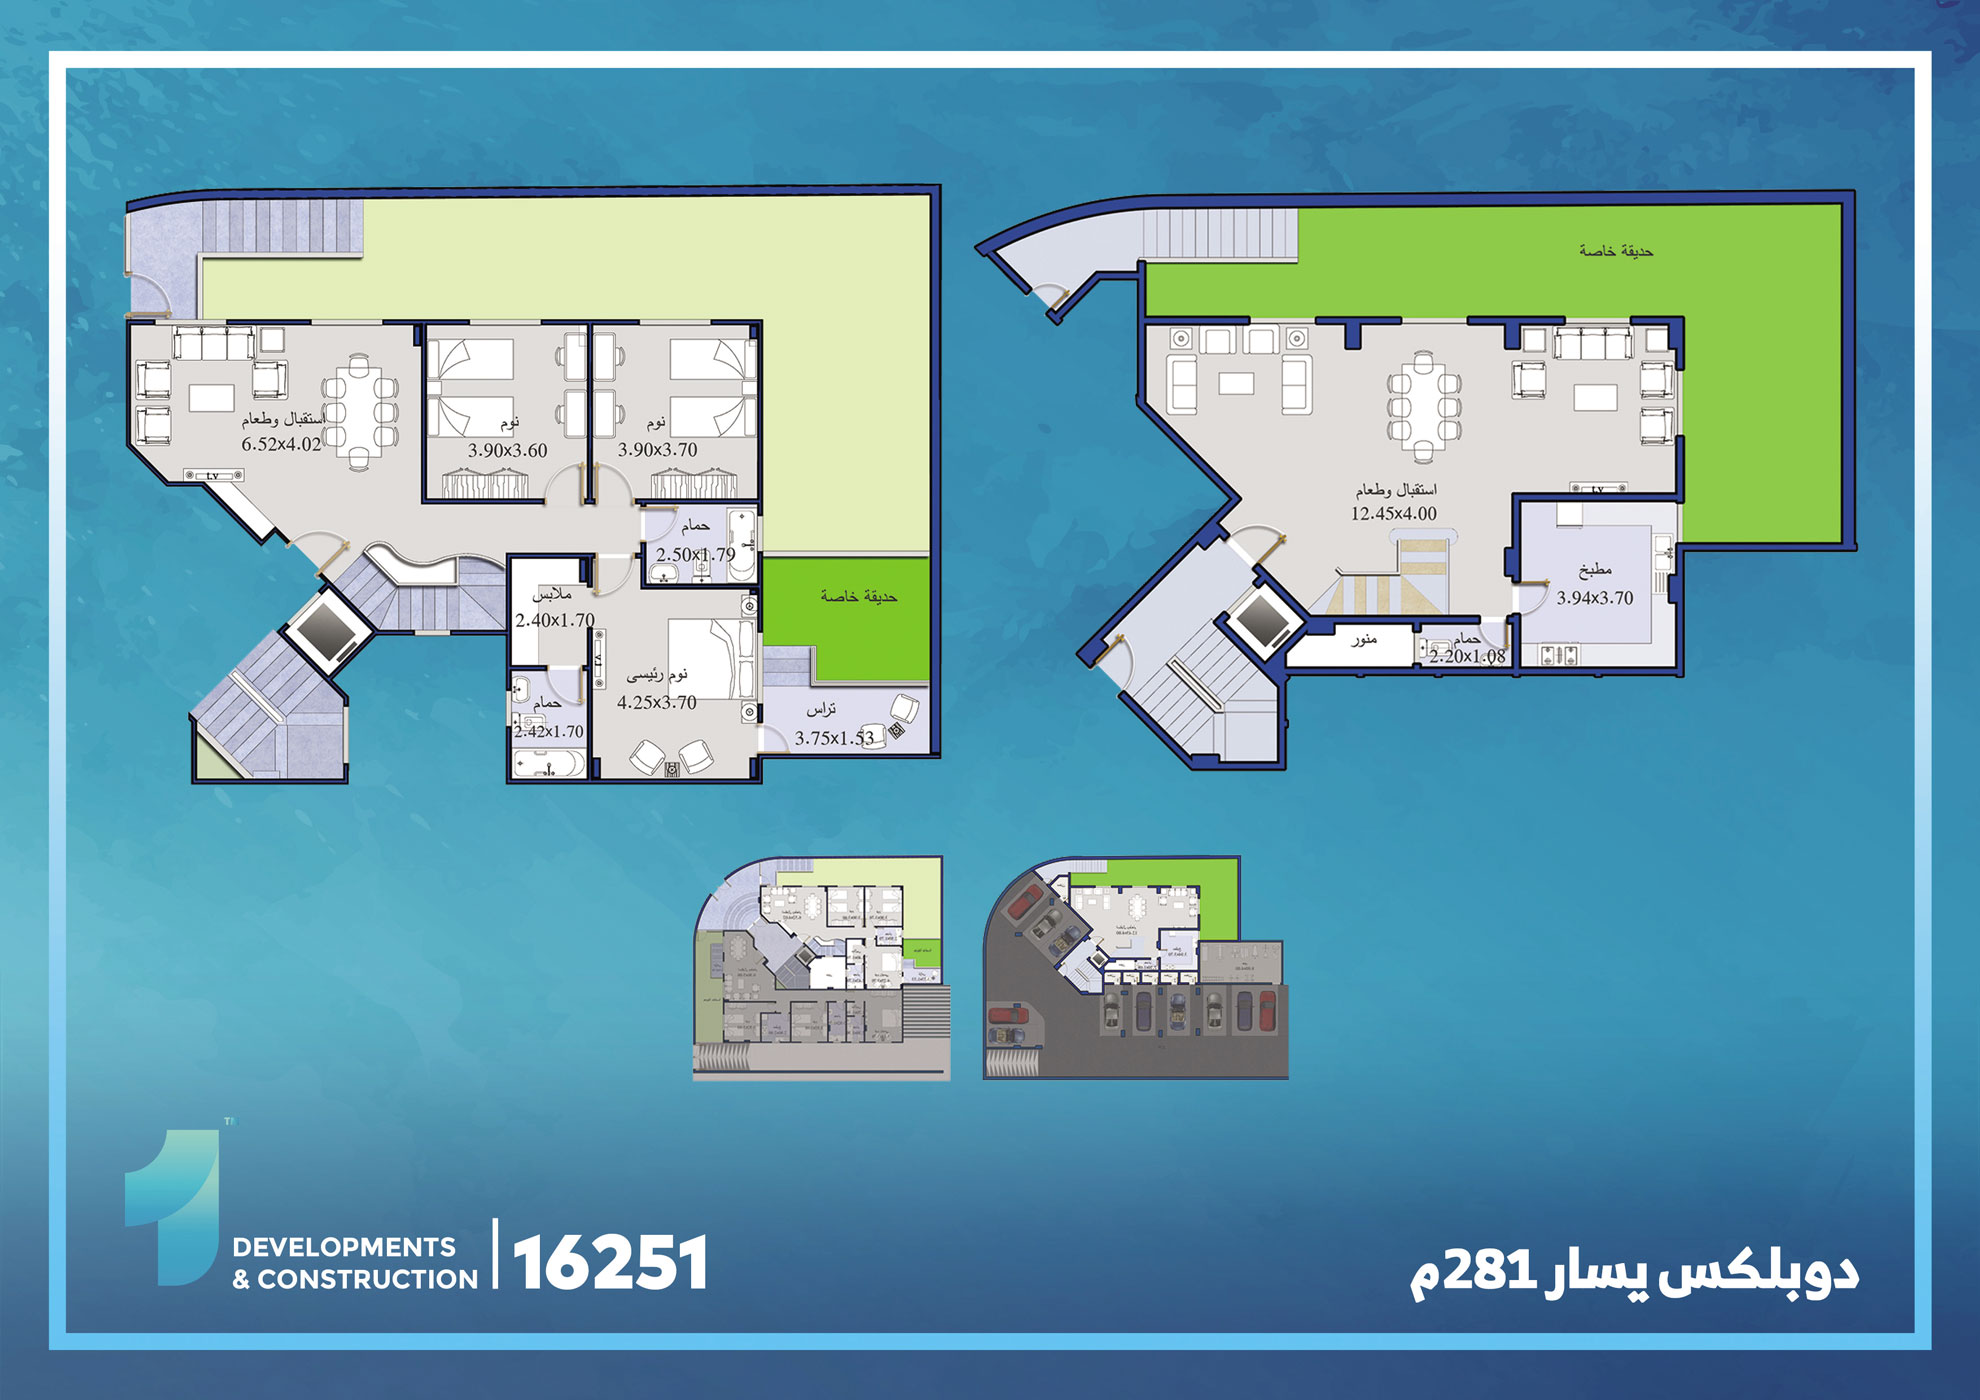 استقبال وطعام
6.52x4.02
t.v
نوم
3.90x3.60
نوم
3.90x3.70
حمام
2.50x1.79
ملابس
2.40x1.70
حمام
2.42x1.70
t.v
نوم رئيسى
4.25x3.70
حديقة خاصة
تراس
3.75x1.53
حديقة خاصة
استقبال وطعام
12.45x4.00
t.v
مطبخ
3.94x3.70
منور
حمام
2.20x1.08
TM
DEVELOPMENTS
& CONSTRUCTION
16251
دوبلكس يسار 281م